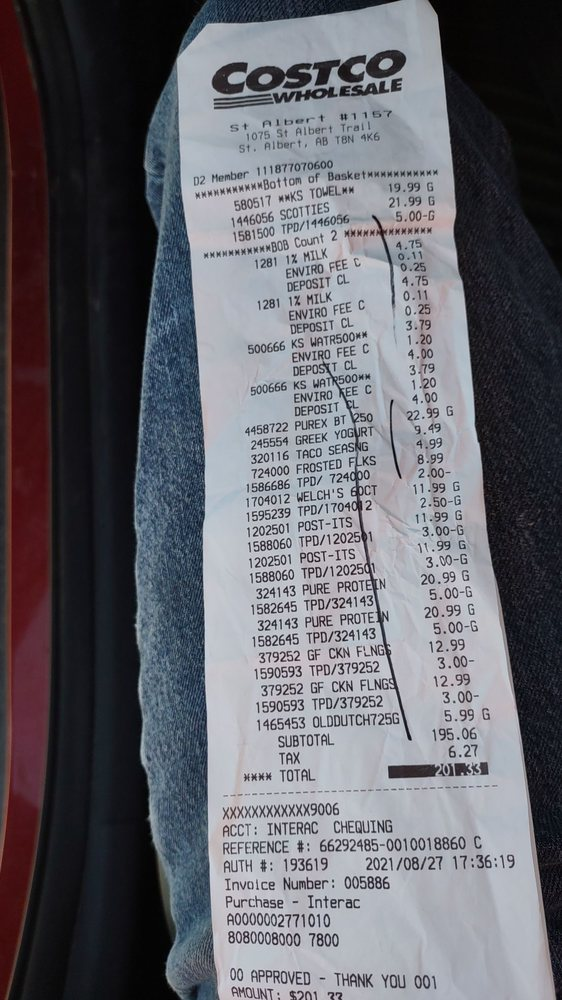 COSTCO
WHOLESALE
St Albert #1157
1075 St Albert Trail
St. Albert, AB T8N 4K6
D2 Member 111877070600
***********Bottom of Basket***********
580517 **KS TOWEL** 19.99 G
1446056 SCOTTIES 21.99 G
1581500 TPD/1446056 5.00-G
***********BOB Count 2 **************
1281 1% MILK 4.75
ENVIRO FEE C 0.11
DEPOSIT CL 0.25
1281 1% MILK 4.75
ENVIRO FEE C 0.11
DEPOSIT CL 0.25
500666 KS WATR500** 3.79
ENVIRO FEE C 1.20
DEPOSIT CL 4.00
500666 KS WATR500** 3.79
ENVIRO FEE C 1.20
DEPOSIT CL 4.00
4458722 PUREX BT 250 22.99 G
245554 GREEK YOGURT 9.49
320116 TACO SEASNG 4.99
724000 FROSTED FLKS 8.99
1586686 TPD/ 724000 2.00-
1704012 WELCH'S 60CT 11.99 G
1595239 TPD/1704012 2.50-G
1202501 POST-ITS 11.99 G
1588060 TPD/1202501 3.00-G
1202501 POST-ITS 11.99 G
1588060 TPD/1202501 3.00-G
324143 PURE PROTEIN 20.99 G
1582645 TPD/324143 5.00-G
324143 PURE PROTEIN 20.99 G
1582645 TPD/324143 5.00-G
379252 GF CKN FLNGS 12.99
1590593 TPD/379252 3.00-
379252 GF CKN FLNGS 12.99
1590593 TPD/379252 3.00-
1465453 OLDDUTCH725G 5.99 G
SUBTOTAL 195.06
TAX 6.27
**** TOTAL 201.33
XXXXXXXXXXXX9006
ACCT: INTERAC CHEQUING
REFERENCE #: 66292485-0010018860 C
AUTH #: 193619 2021/08/27 17:36:19
Invoice Number: 005886
Purchase - Interac
A0000002771010
8080008000 7800
00 APPROVED - THANK YOU 001
AMOUNT: $201.33